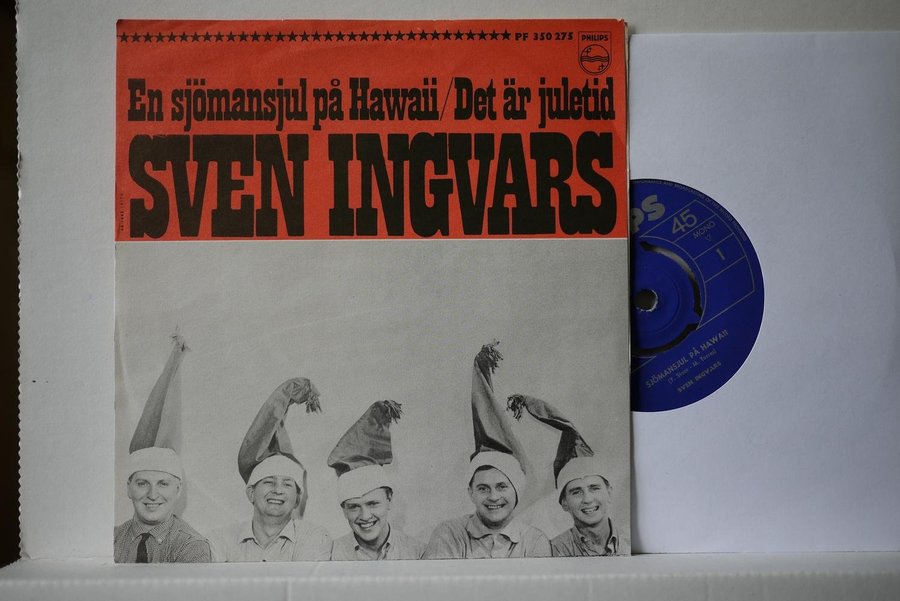 ★★★★★★★★★★★★★★★★★★★★★★★★★★★★★★★★★★★ PF 350 275
PHILIPS
En sjömansjul på Hawaii/Det är juletid
SVEN INGVARS
PS
45
MONO
1
SJÖMANSJUL PÅ HAWAII
SVEN INGVARS